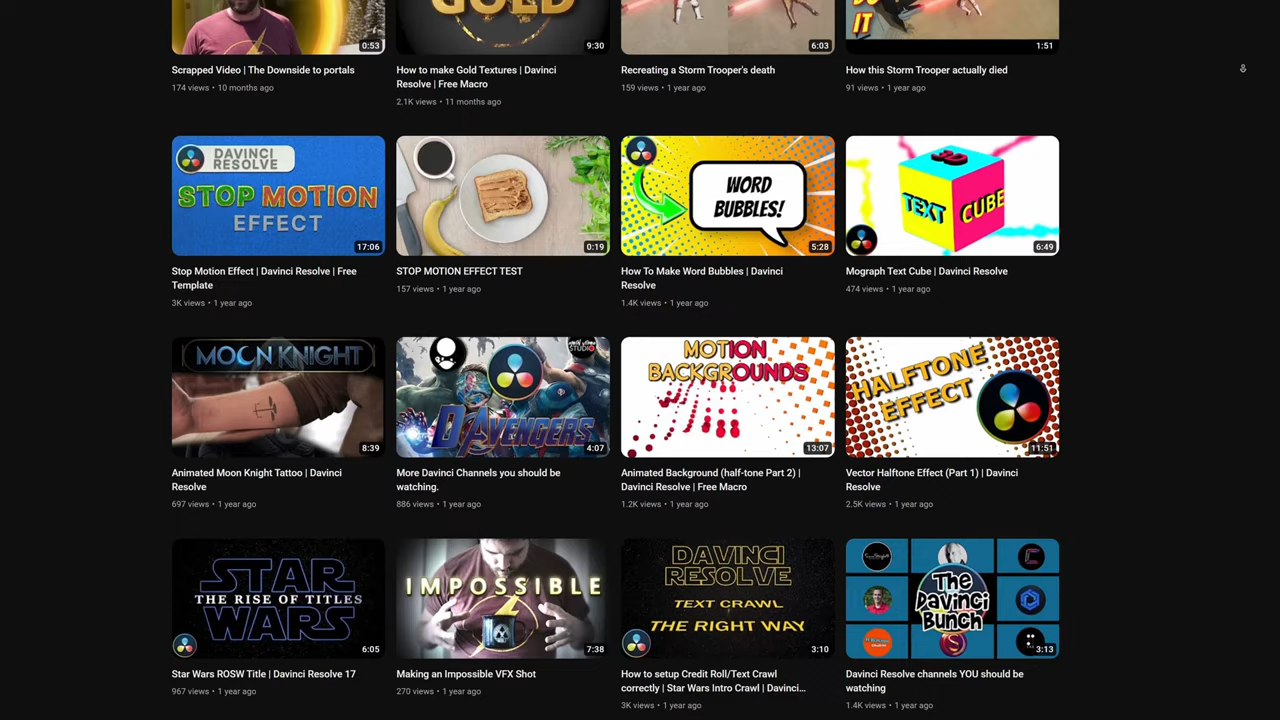 GOLD
DO
IT
0:53
9:30
6:03
1:51
Scrapped Video | The Downside to portals
174 views • 10 months ago
How to make Gold Textures | Davinci
Resolve | Free Macro
2.1K views • 11 months ago
Recreating a Storm Trooper's death
159 views • 1 year ago
How this Storm Trooper actually died
91 views • 1 year ago
DAVINCI
RESOLVE
STOP MOTION
EFFECT
17:06
0:19
WORD
BUBBLES!
5:28
3D
TEXT
CUBE
6:49
Stop Motion Effect | Davinci Resolve | Free
Template
3K views • 1 year ago
STOP MOTION EFFECT TEST
157 views • 1 year ago
How To Make Word Bubbles | Davinci
Resolve
1.4K views • 1 year ago
Mograph Text Cube | Davinci Resolve
474 views • 1 year ago
MOON KNIGHT
8:39
STUDIO
D'AVENGERS
4:07
MOTION
BACKGROUNDS
13:07
HALFTONE
EFFECT
11:51
Animated Moon Knight Tattoo | Davinci
Resolve
697 views • 1 year ago
More Davinci Channels you should be
watching.
886 views • 1 year ago
Animated Background (half-tone Part 2) |
Davinci Resolve | Free Macro
1.2K views • 1 year ago
Vector Halftone Effect (Part 1) | Davinci
Resolve
2.5K views • 1 year ago
STAR
THE RISE OF TITLES
WARS
6:05
IMPOSSIBLE
7:38
DAVINCI
RESOLVE
TEXT CRAWL
THE RIGHT WAY
3:10
The
Davinci
Bunch
3:13
Star Wars ROSW Title | Davinci Resolve 17
967 views • 1 year ago
Making an Impossible VFX Shot
270 views • 1 year ago
How to setup Credit Roll/Text Crawl
correctly | Star Wars Intro Crawl | Davinci...
3K views • 1 year ago
Davinci Resolve channels YOU should be
watching
1.4K views • 1 year ago